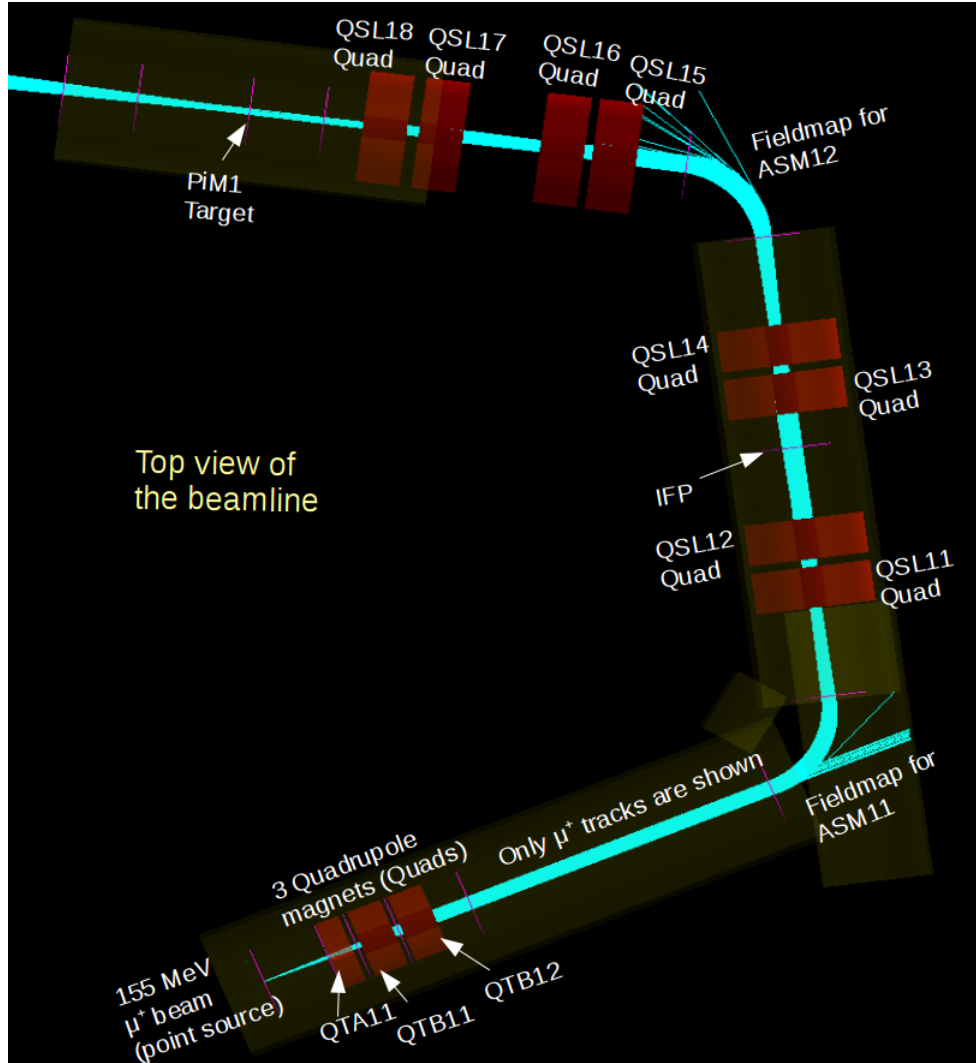 QSL18
Quad
QSL17
Quad
QSL16
Quad
QSL15
Quad
Fieldmap for
ASM12
PiM1
Target
QSL14
Quad
QSL13
Quad
Top view of
the beamline
IFP
QSL12
Quad
QSL11
Quad
Fieldmap for
ASM11
Only μ⁺ tracks are shown
3 Quadrupole
magnets (Quads)
155 MeV
μ⁺ beam
(point source)
QTA11
QTB11
QTB12